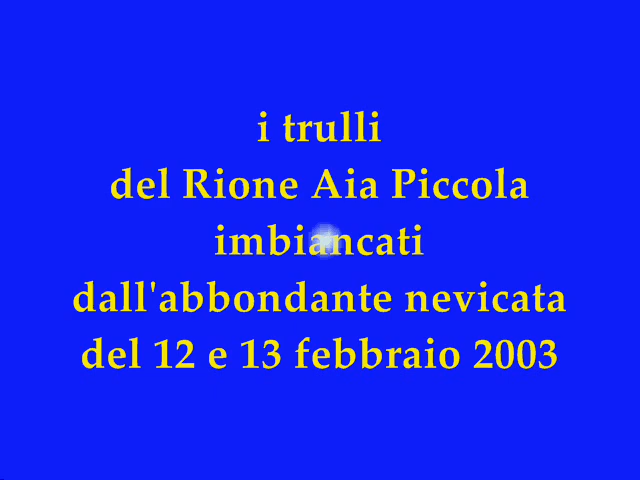 i trulli
del Rione Aia Piccola
imbiancati
dall'abbondante nevicata
del 12 e 13 febbraio 2003